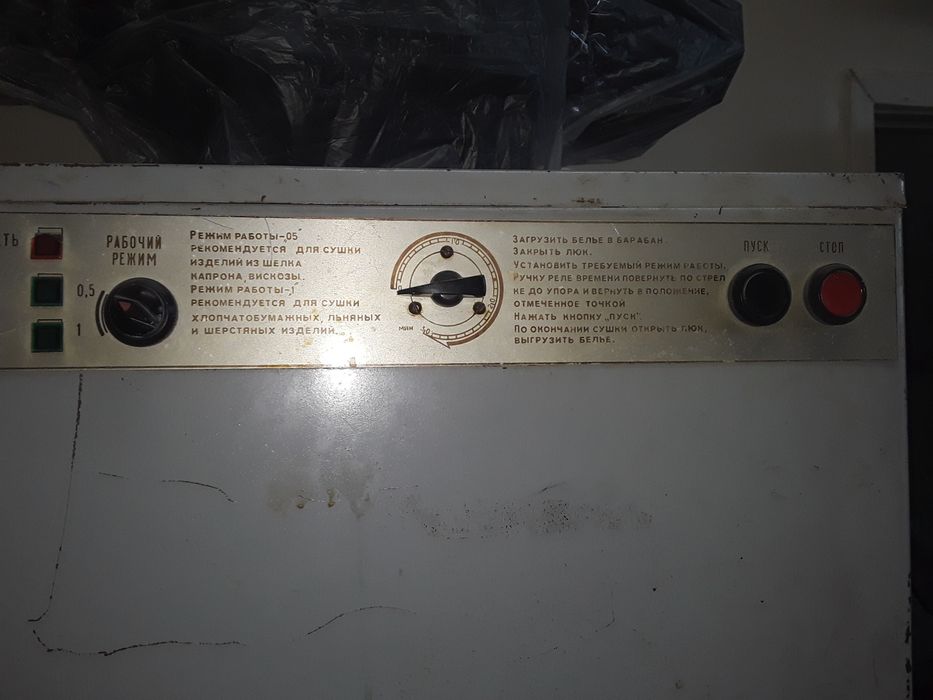 ТЬ
0,5
1
РАБОЧИЙ
РЕЖИМ
РЕЖИМ РАБОТЫ-„05"
РЕКОМЕНДУЕТСЯ ДЛЯ СУШКИ
ИЗДЕЛИЙ ИЗ ШЕЛКА
КАПРОНА, ВИСКОЗЫ.
РЕЖИМ РАБОТЫ-„1"
РЕКОМЕНДУЕТСЯ ДЛЯ СУШКИ
ХЛОПЧАТОБУМАЖНЫХ, ЛЬНЯНЫХ
И ШЕРСТЯНЫХ ИЗДЕЛИЙ.
МИН
ЗАГРУЗИТЬ БЕЛЬЕ В БАРАБАН.
ЗАКРЫТЬ ЛЮК.
УСТАНОВИТЬ ТРЕБУЕМЫЙ РЕЖИМ РАБОТЫ.
РУЧКУ РЕЛЕ ВРЕМЕНИ ПОВЕРНУТЬ ПО СТРЕЛ
КЕ ДО УПОРА И ВЕРНУТЬ В ПОЛОЖЕНИЕ,
ОТМЕЧЕННОЕ ТОЧКОЙ
НАЖАТЬ КНОПКУ „ПУСК".
ПО ОКОНЧАНИИ СУШКИ ОТКРЫТЬ ЛЮК,
ВЫГРУЗИТЬ БЕЛЬЕ.
ПУСК
СТОП